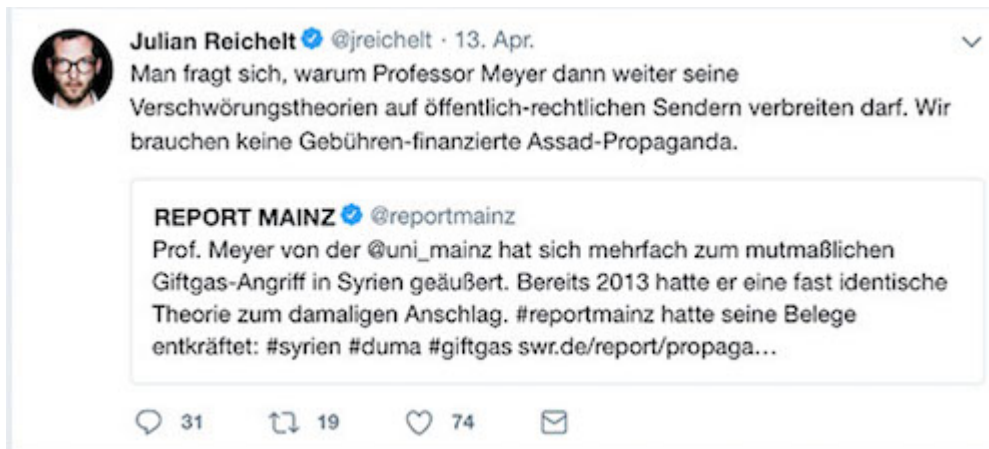 Julian Reichelt @jreichelt · 13. Apr.
Man fragt sich, warum Professor Meyer dann weiter seine
Verschwörungstheorien auf öffentlich-rechtlichen Sendern verbreiten darf. Wir
brauchen keine Gebühren-finanzierte Assad-Propaganda.
REPORT MAINZ @reportmainz
Prof. Meyer von der @uni_mainz hat sich mehrfach zum mutmaßlichen
Giftgas-Angriff in Syrien geäußert. Bereits 2013 hatte er eine fast identische
Theorie zum damaligen Anschlag. #reportmainz hatte seine Belege
entkräftet: #syrien #duma #giftgas swr.de/report/propaga…
31 19 74